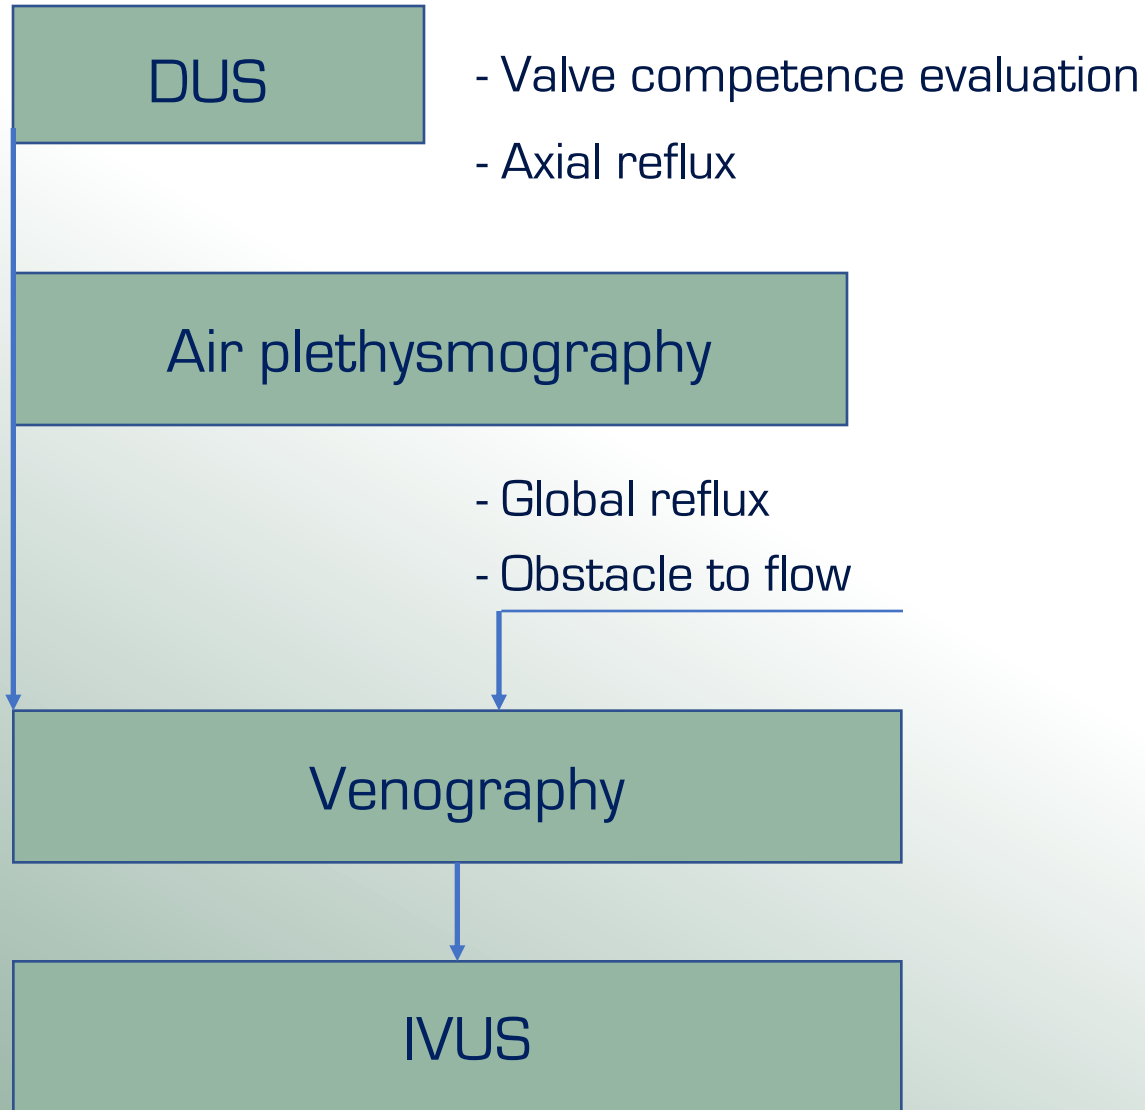 DUS
- Valve competence evaluation
- Axial reflux
Air plethysmography
- Global reflux
- Obstacle to flow
Venography
IVUS